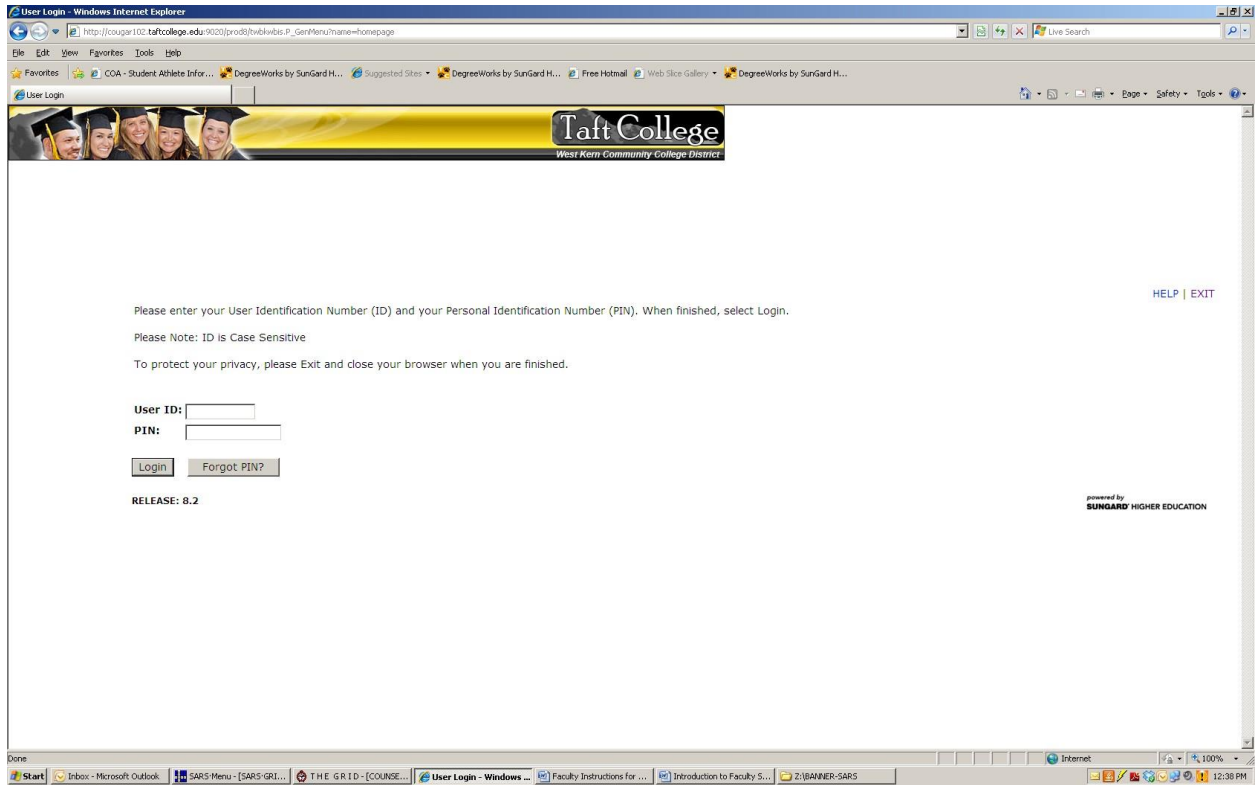 User Login - Windows Internet Explorer
http://cougar102.taftcollege.edu:9020/prod8/twbkwbis.P_GenMenu?name=homepage
Live Search
File Edit View Favorites Tools Help
Favorites COA - Student Athlete Infor... DegreeWorks by SunGard H... Suggested Sites DegreeWorks by SunGard H... Free Hotmail Web Slice Gallery DegreeWorks by SunGard H...
User Login Page Safety Tools
Taft College
West Kern Community College District
HELP | EXIT
Please enter your User Identification Number (ID) and your Personal Identification Number (PIN). When finished, select Login.
Please Note: ID is Case Sensitive
To protect your privacy, please Exit and close your browser when you are finished.
User ID:
PIN:
Login Forgot PIN?
RELEASE: 8.2
powered by
SUNGARD' HIGHER EDUCATION
Done Internet 100%
Start Inbox - Microsoft Outlook SARS-Menu - [SARS-GRI... T H E G R I D - [COUNSE... User Login - Windows ... Faculty Instructions for ... Introduction to Faculty S... Z:\BANNER-SARS 12:38 PM